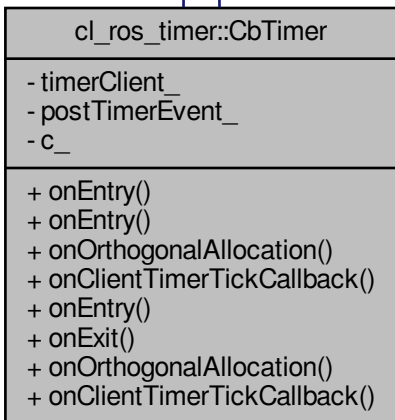 cl_ros_timer::CbTimer
- timerClient_
- postTimerEvent_
- c_
+ onEntry()
+ onEntry()
+ onOrthogonalAllocation()
+ onClientTimerTickCallback()
+ onEntry()
+ onExit()
+ onOrthogonalAllocation()
+ onClientTimerTickCallback()